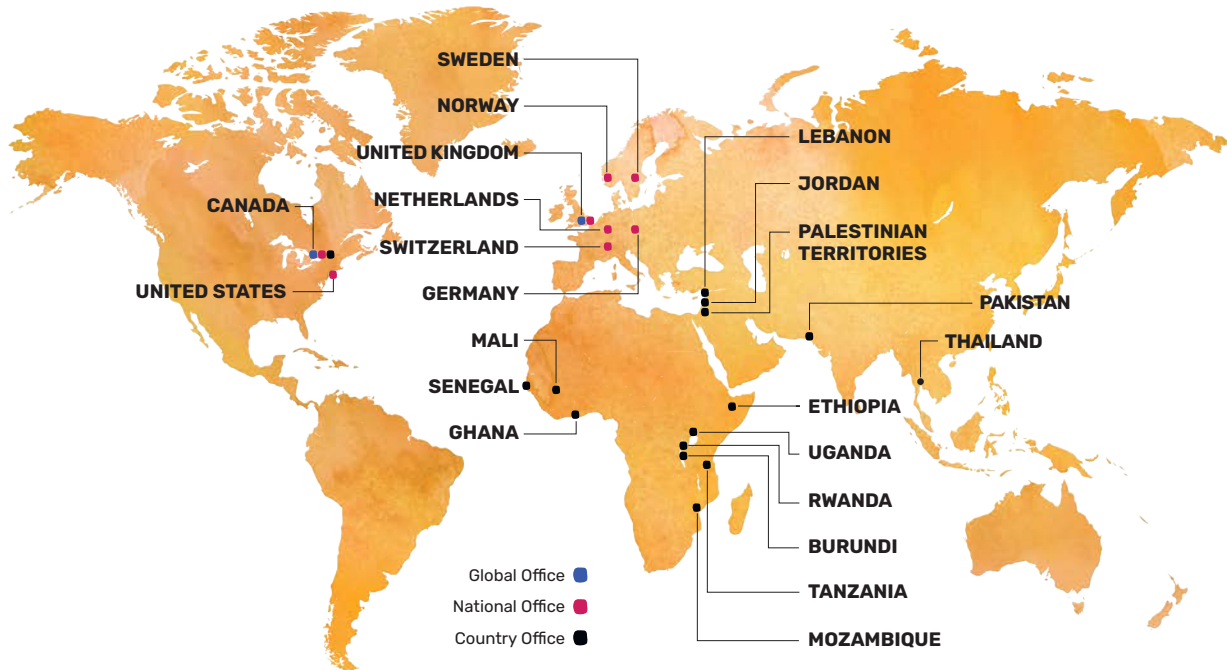 SWEDEN
NORWAY
UNITED KINGDOM
NETHERLANDS
CANADA
SWITZERLAND
UNITED STATES
GERMANY
MALI
SENEGAL
GHANA
LEBANON
JORDAN
PALESTINIAN
TERRITORIES
PAKISTAN
THAILAND
ETHIOPIA
UGANDA
RWANDA
BURUNDI
TANZANIA
MOZAMBIQUE
Global Office
National Office
Country Office